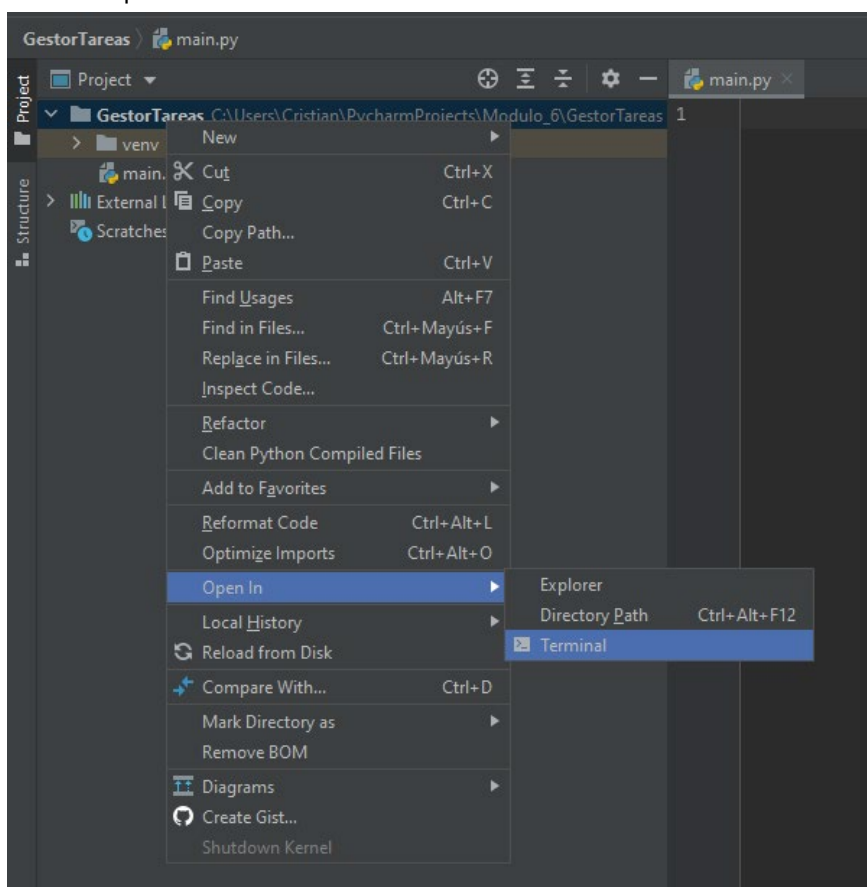 GestorTareas main.py
Project
main.py
GestorTareas C:\Users\Cristian\PycharmProjects\Modulo_6\GestorTareas
1
venv
main.
External L
Scratches
Project
Structure
New
Cut Ctrl+X
Copy Ctrl+C
Copy Path...
Paste Ctrl+V
Find Usages Alt+F7
Find in Files... Ctrl+Mayús+F
Replace in Files... Ctrl+Mayús+R
Inspect Code...
Refactor
Clean Python Compiled Files
Add to Favorites
Reformat Code Ctrl+Alt+L
Optimize Imports Ctrl+Alt+O
Open In
Explorer
Directory Path Ctrl+Alt+F12
Terminal
Local History
Reload from Disk
Compare With... Ctrl+D
Mark Directory as
Remove BOM
Diagrams
Create Gist...
Shutdown Kernel